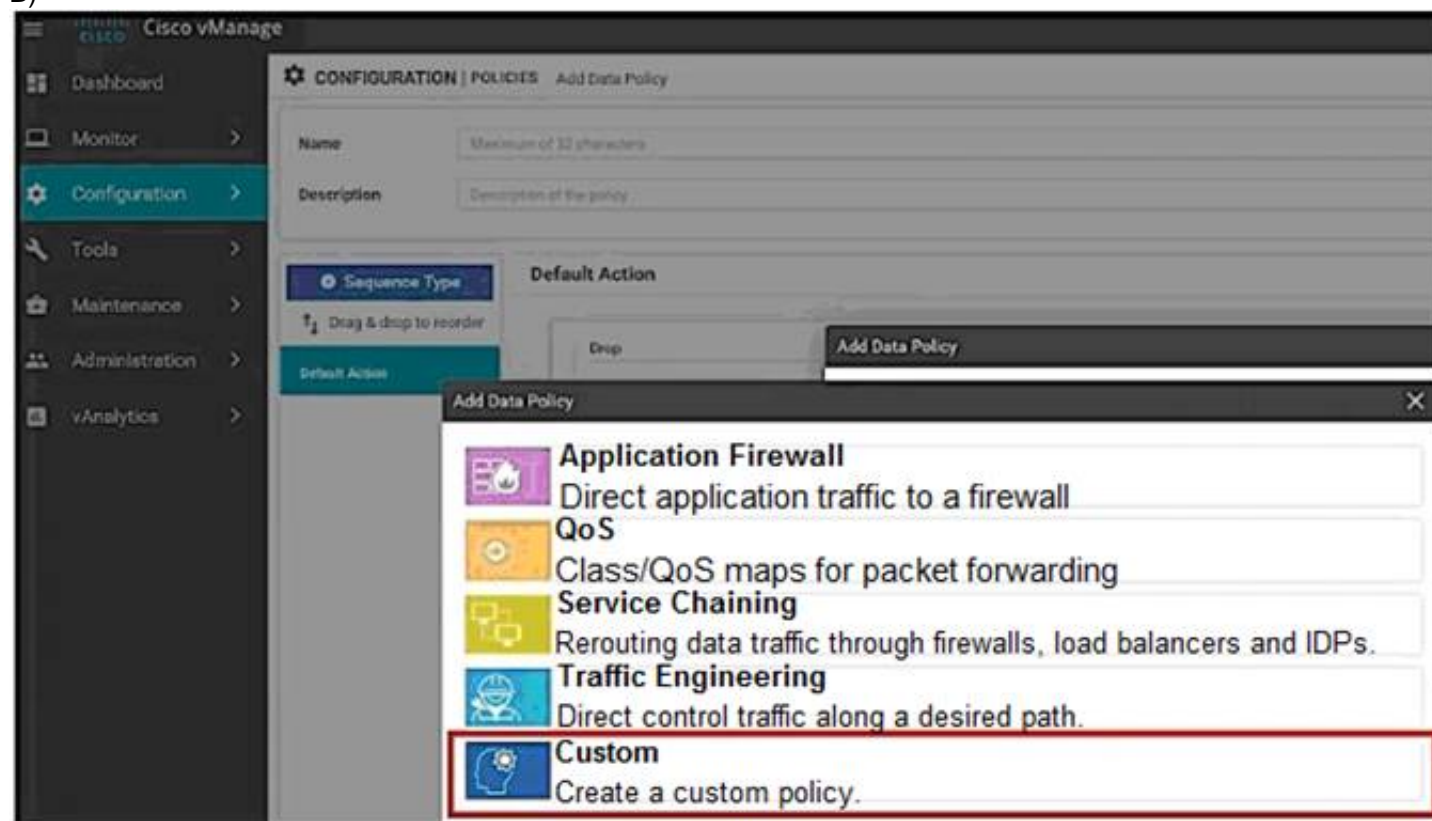 D)
CISCO Cisco vManage
CONFIGURATION | POLICIES Add Data Policy
Dashboard
Monitor
Configuration
Tools
Maintenance
Administration
vAnalytics
Name
Maximum of 32 characters
Description
Description of the policy
Sequence Type
Drag & drop to reorder
Default Action
Default Action
Drop
Add Data Policy
Add Data Policy
Application Firewall
Direct application traffic to a firewall
QoS
Class/QoS maps for packet forwarding
Service Chaining
Rerouting data traffic through firewalls, load balancers and IDPs.
Traffic Engineering
Direct control traffic along a desired path.
Custom
Create a custom policy.